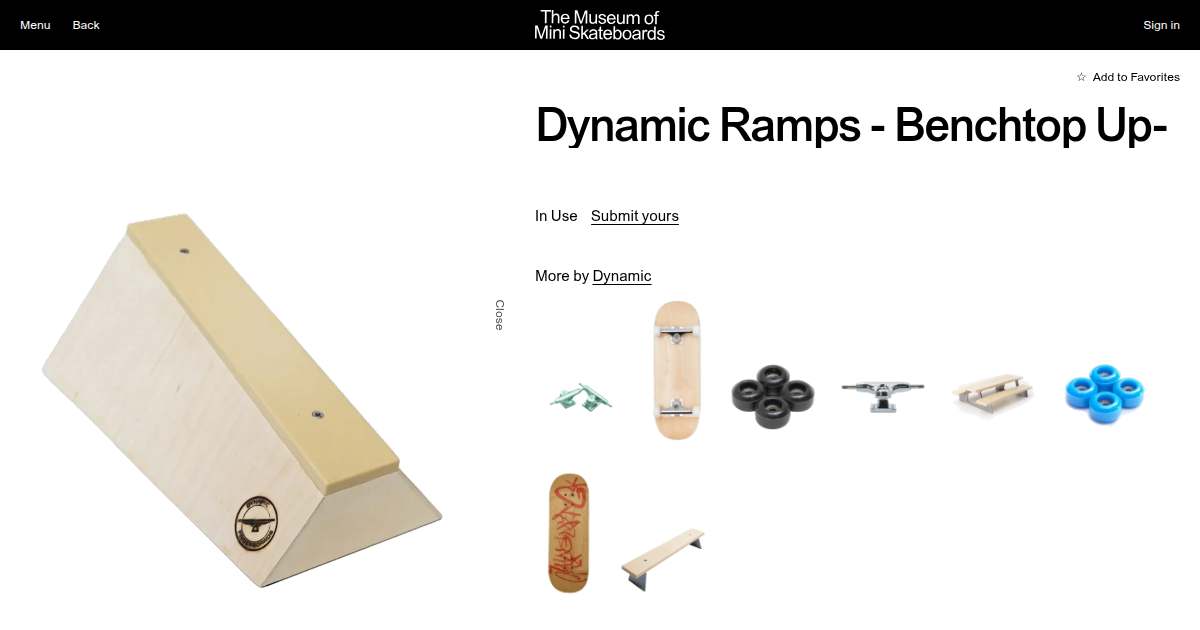 Menu
Back
The Museum of
Mini Skateboards
Sign in
☆ Add to Favorites
Dynamic Ramps - Benchtop Up-
In Use Submit yours
More by Dynamic
Close